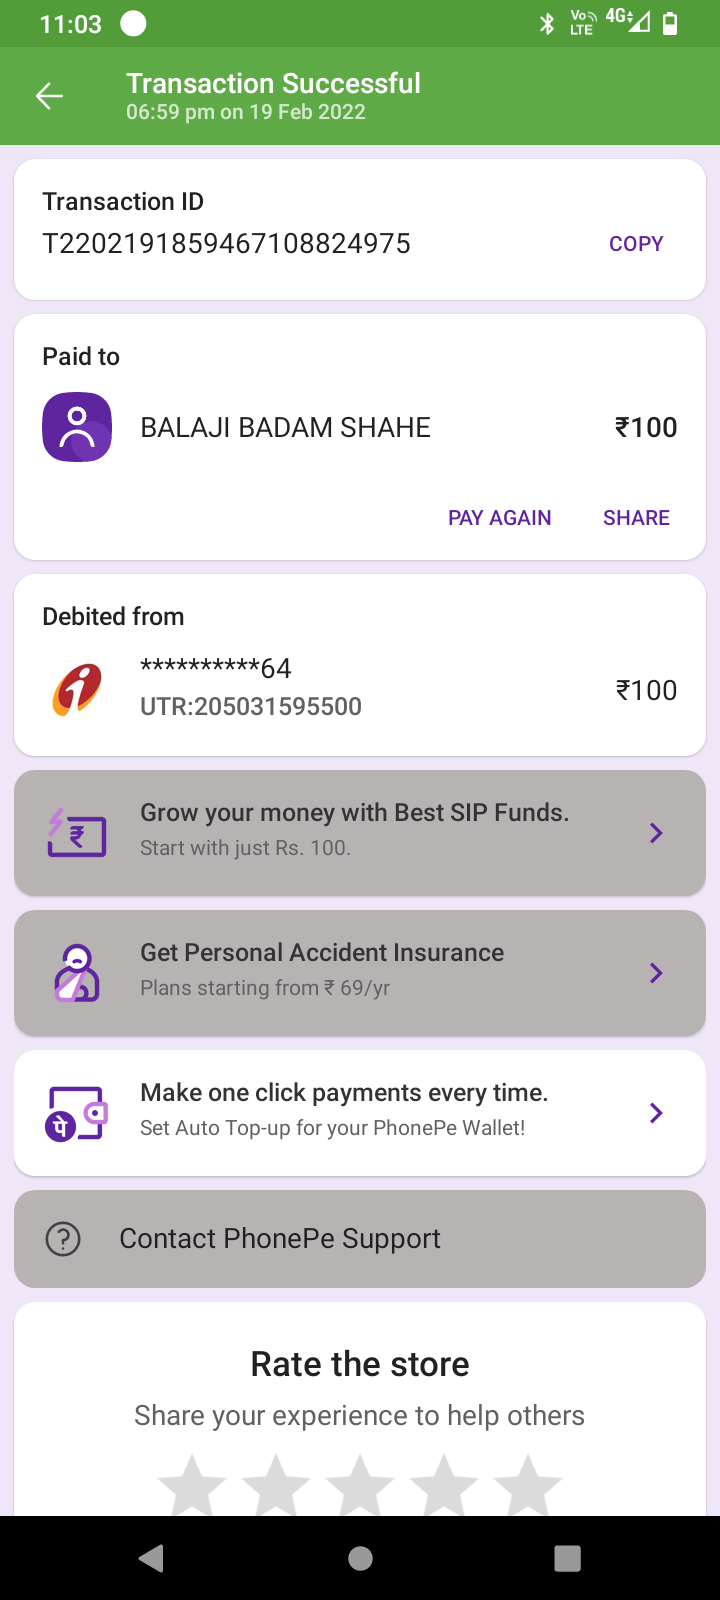 11:03
Vo
LTE
4G
Transaction Successful
06:59 pm on 19 Feb 2022
Transaction ID
T2202191859467108824975
COPY
Paid to
BALAJI BADAM SHAHE
₹100
PAY AGAIN
SHARE
Debited from
**********64
UTR:205031595500
₹100
Grow your money with Best SIP Funds.
Start with just Rs. 100.
Get Personal Accident Insurance
Plans starting from ₹ 69/yr
पे
Make one click payments every time.
Set Auto Top-up for your PhonePe Wallet!
Contact PhonePe Support
Rate the store
Share your experience to help others